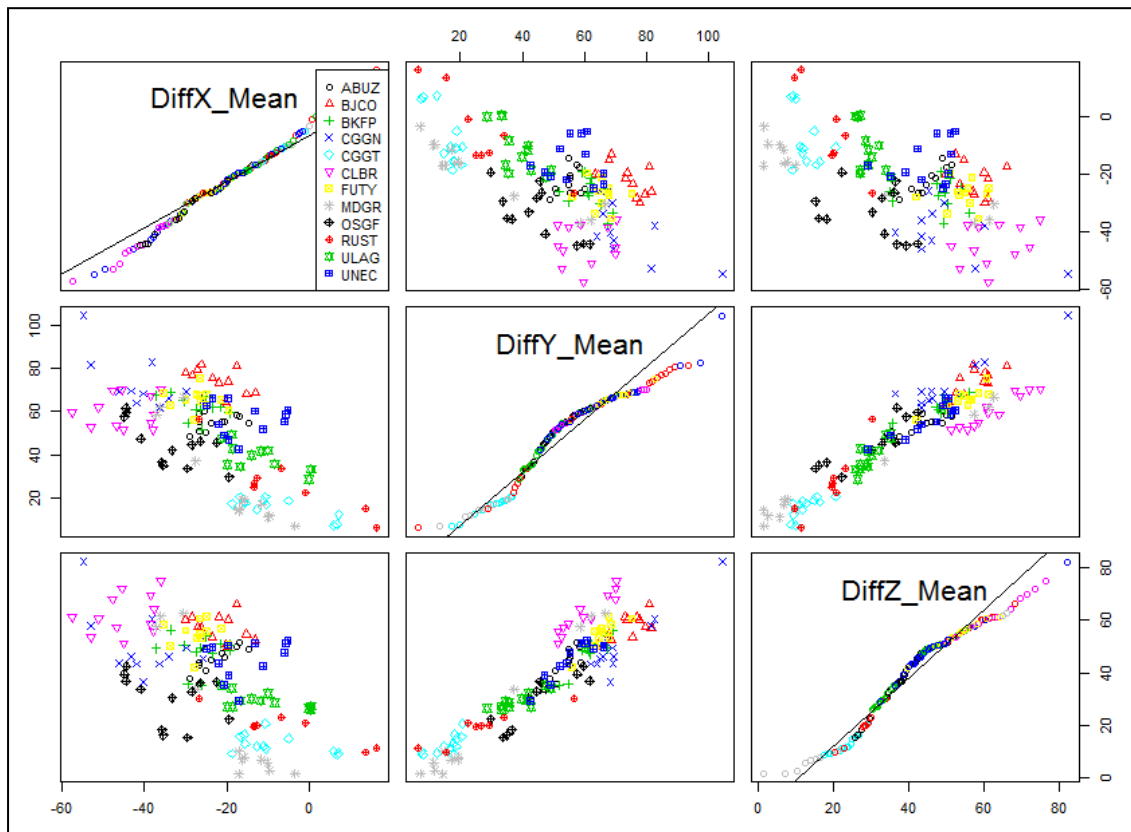 20 40 60 80 100
DiffX_Mean
ABUZ
BJCO
BKFP
CGGN
CGGT
CLBR
FUTY
MDGR
OSGF
RUST
ULAG
UNEC
0
-20
-40
-60
100
80
60
40
20
DiffY_Mean
DiffZ_Mean
80
60
40
20
0
-60 -40 -20 0
20 40 60 80 100
0 20 40 60 80